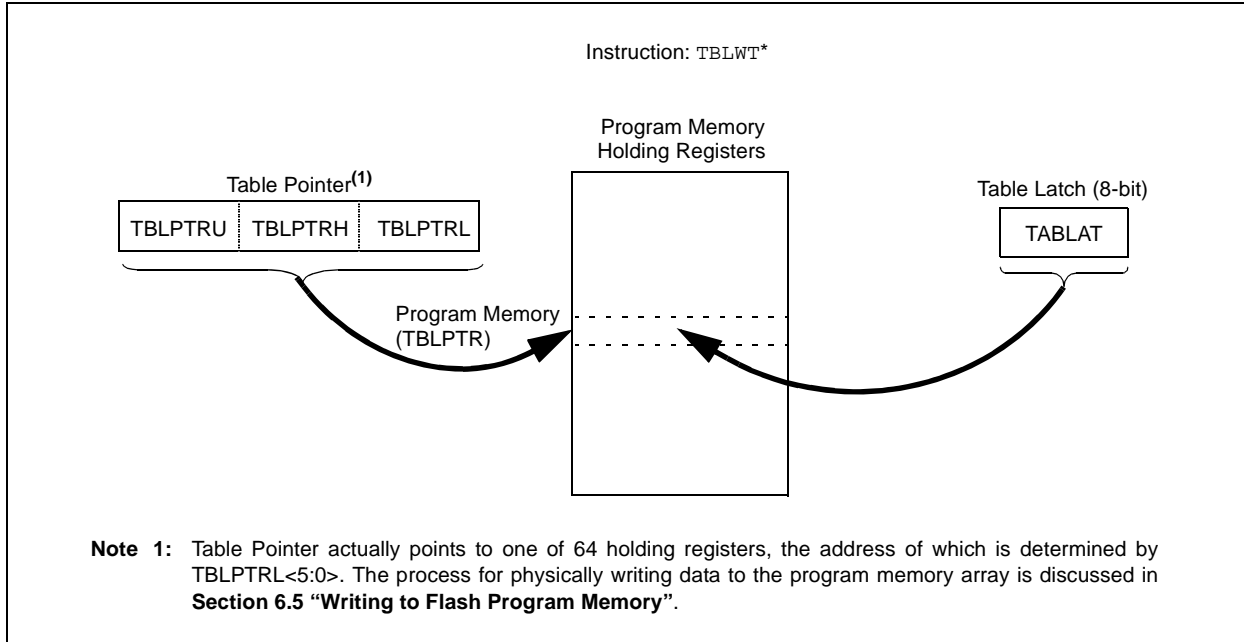 Instruction: TBLWT*
Program Memory
Holding Registers
Table Pointer(1)
Table Latch (8-bit)
TBLPTRU TBLPTRH TBLPTRL
TABLAT
Program Memory
(TBLPTR)
Note 1: Table Pointer actually points to one of 64 holding registers, the address of which is determined by
TBLPTRL<5:0>. The process for physically writing data to the program memory array is discussed in
Section 6.5 “Writing to Flash Program Memory”.